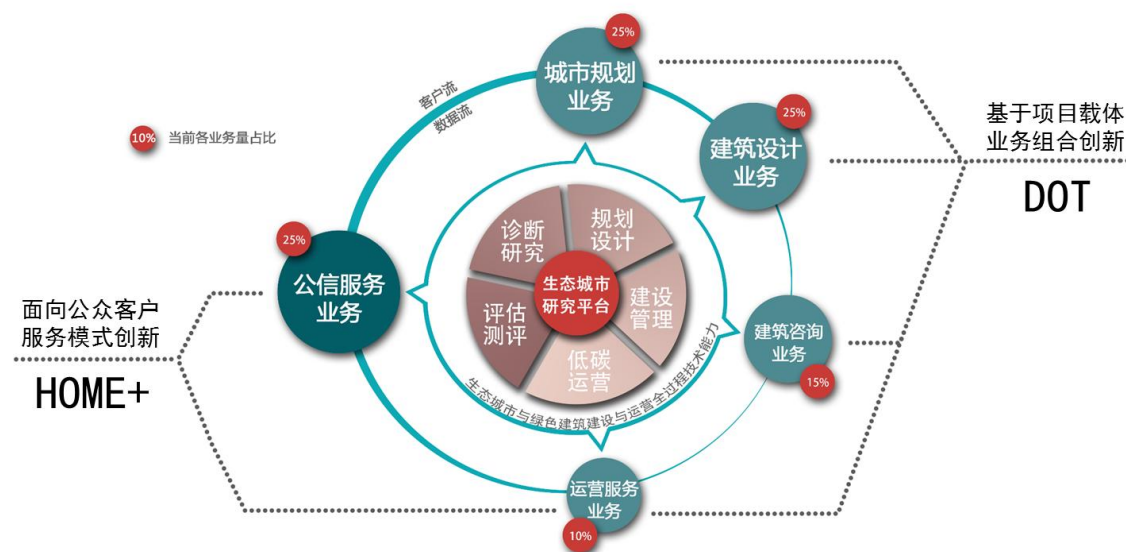 25%
城市规划
业务
客户流
数据流
10%
当前各业务量占比
25%
建筑设计
业务
基于项目载体
业务组合创新
DOT
诊断
研究
规划
设计
25%
公信服务
业务
生态城市
研究平台
建设
管理
评估
测评
低碳
运营
面向公众客户
服务模式创新
HOME+
建筑咨询
业务
15%
生态城市与绿色建筑建设与运营全过程技术能力
运营服务
业务
10%